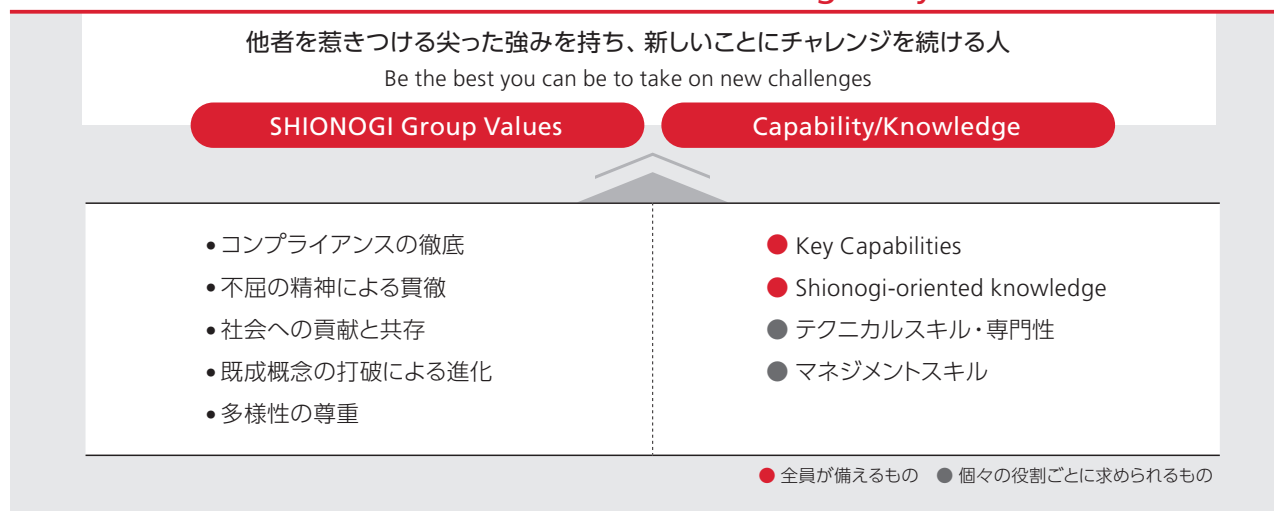 他者を惹きつける尖った強みを持ち、新しいことにチャレンジを続ける人
Be the best you can be to take on new challenges
SHIONOGI Group Values
Capability/Knowledge
•コンプライアンスの徹底
•不屈の精神による貫徹
•社会への貢献と共存
•既成概念の打破による進化
•多様性の尊重
● Key Capabilities
● Shionogi-oriented knowledge
● テクニカルスキル・専門性
● マネジメントスキル
● 全員が備えるもの ● 個々の役割ごとに求められるもの